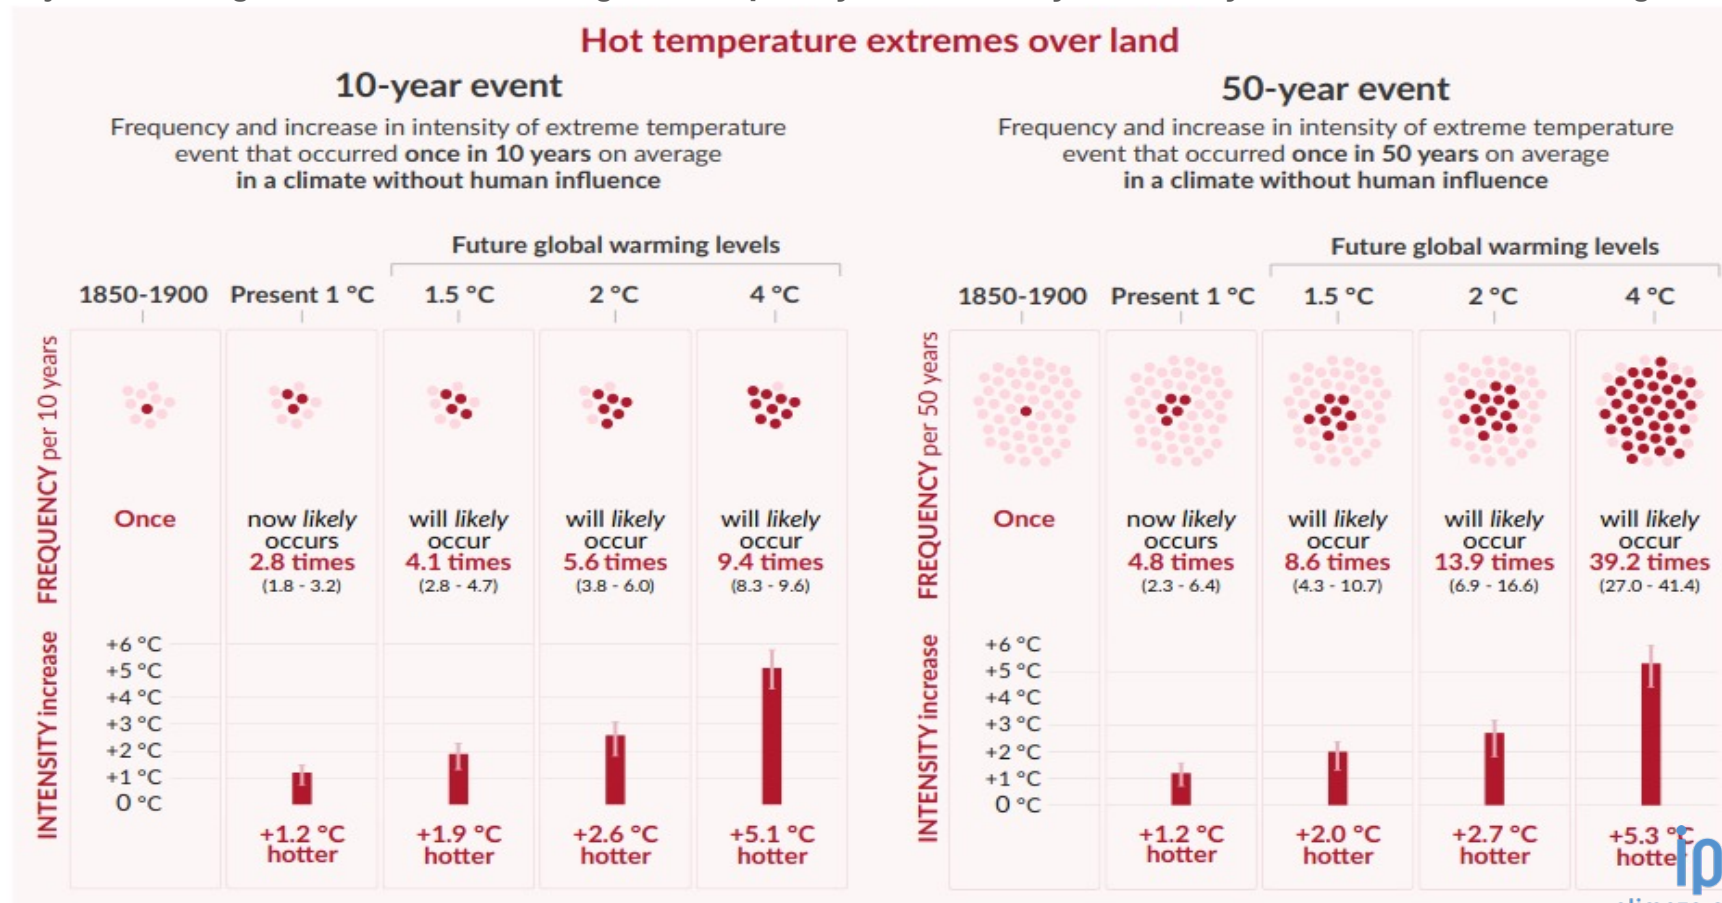 Hot temperature extremes over land
10-year event
Frequency and increase in intensity of extreme temperature
event that occurred once in 10 years on average
in a climate without human influence
Future global warming levels
1850-1900 Present 1 °C 1.5 °C 2 °C 4 °C
FREQUENCY per 10 years
Once
now likely
occurs
2.8 times
(1.8 - 3.2)
will likely
occur
4.1 times
(2.8 - 4.7)
will likely
occur
5.6 times
(3.8 - 6.0)
will likely
occur
9.4 times
(8.3 - 9.6)
INTENSITY increase
+6 °C
+5 °C
+4 °C
+3 °C
+2 °C
+1 °C
0 °C
+1.2 °C
hotter
+1.9 °C
hotter
+2.6 °C
hotter
+5.1 °C
hotter
50-year event
Frequency and increase in intensity of extreme temperature
event that occurred once in 50 years on average
in a climate without human influence
Future global warming levels
1850-1900 Present 1 °C 1.5 °C 2 °C 4 °C
FREQUENCY per 50 years
Once
now likely
occurs
4.8 times
(2.3 - 6.4)
will likely
occur
8.6 times
(4.3 - 10.7)
will likely
occur
13.9 times
(6.9 - 16.6)
will likely
occur
39.2 times
(27.0 - 41.4)
INTENSITY increase
+6 °C
+5 °C
+4 °C
+3 °C
+2 °C
+1 °C
0 °C
+1.2 °C
hotter
+2.0 °C
hotter
+2.7 °C
hotter
+5.3 °C
hotte
ip